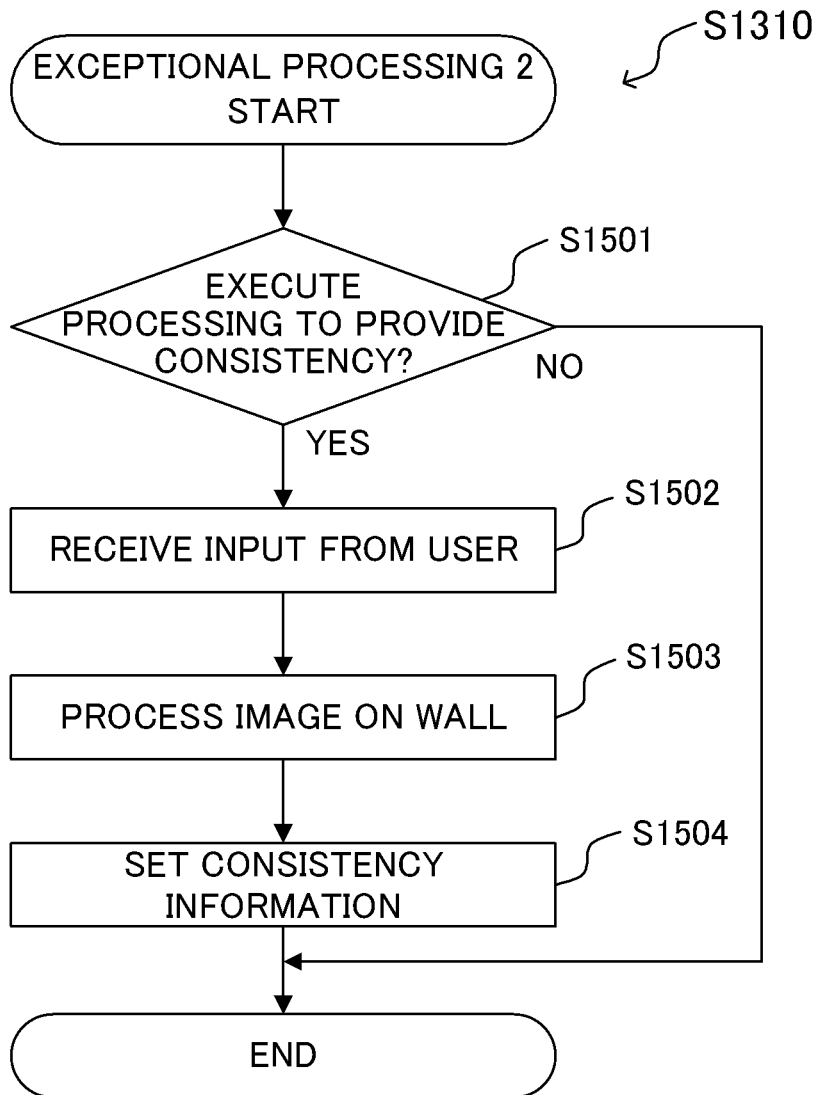 S1310
EXCEPTIONAL PROCESSING 2
START
S1501
EXECUTE
PROCESSING TO PROVIDE
CONSISTENCY?
NO
YES
S1502
RECEIVE INPUT FROM USER
S1503
PROCESS IMAGE ON WALL
S1504
SET CONSISTENCY
INFORMATION
END